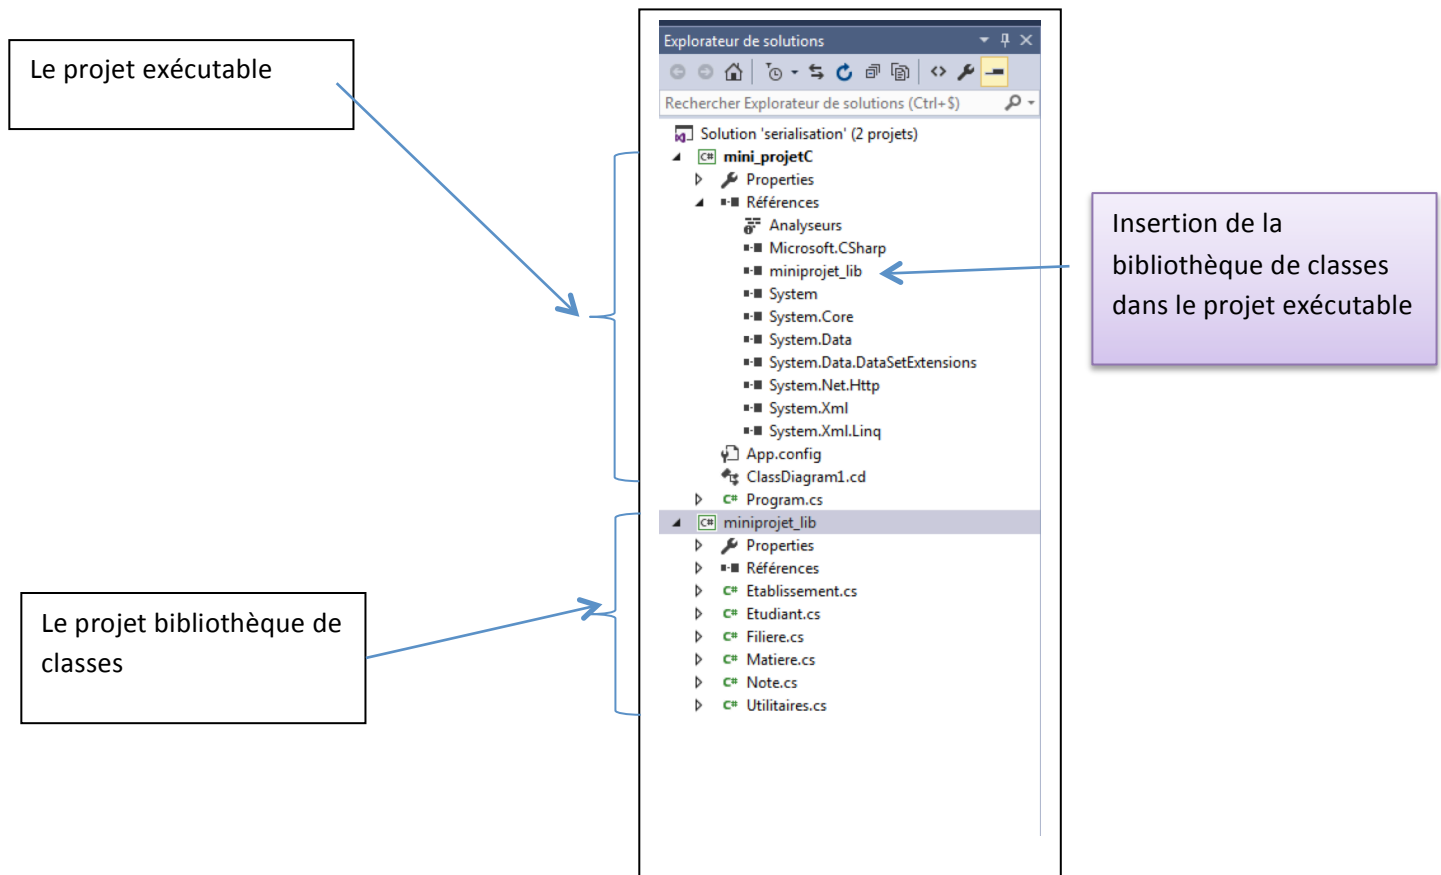 Le projet exécutable
Explorateur de solutions
Rechercher Explorateur de solutions (Ctrl+$)
Solution 'serialisation' (2 projets)
C# mini_projetC
Properties
Références
Analyseurs
Microsoft.CSharp
miniprojet_lib
System
System.Core
System.Data
System.Data.DataSetExtensions
System.Net.Http
System.Xml
System.Xml.Linq
App.config
ClassDiagram1.cd
C# Program.cs
C# miniprojet_lib
Properties
Références
C# Etablissement.cs
C# Etudiant.cs
C# Filiere.cs
C# Matiere.cs
C# Note.cs
C# Utilitaires.cs
Insertion de la
bibliothèque de classes
dans le projet exécutable
Le projet bibliothèque de
classes